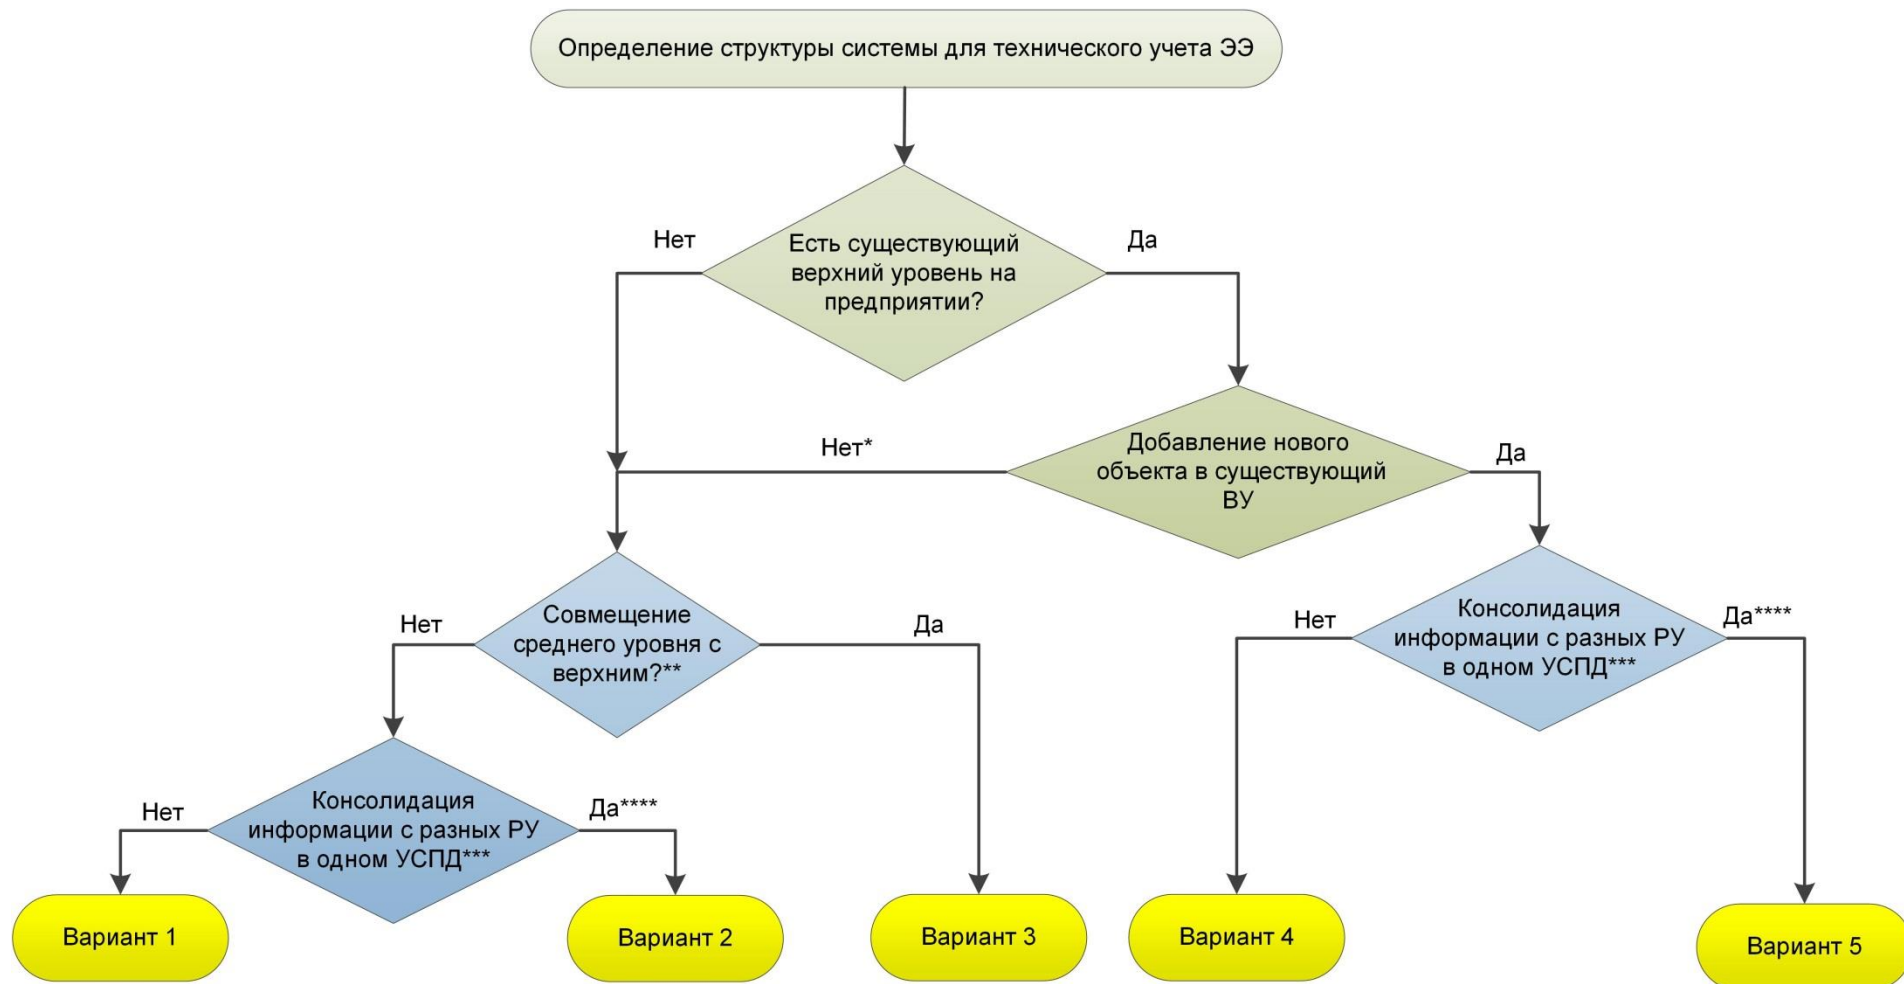 Определение структуры системы для технического учета ЭЭ
Нет
Есть существующий
верхний уровень на
предприятии?
Да
Нет*
Добавление нового
объекта в существующий
ВУ
Да
Нет
Совмещение
среднего уровня с
верхним?**
Да
Нет
Консолидация
информации с разных РУ
в одном УСПД***
Да****
Нет
Консолидация
информации с разных РУ
в одном УСПД***
Да****
Вариант 1
Вариант 2
Вариант 3
Вариант 4
Вариант 5